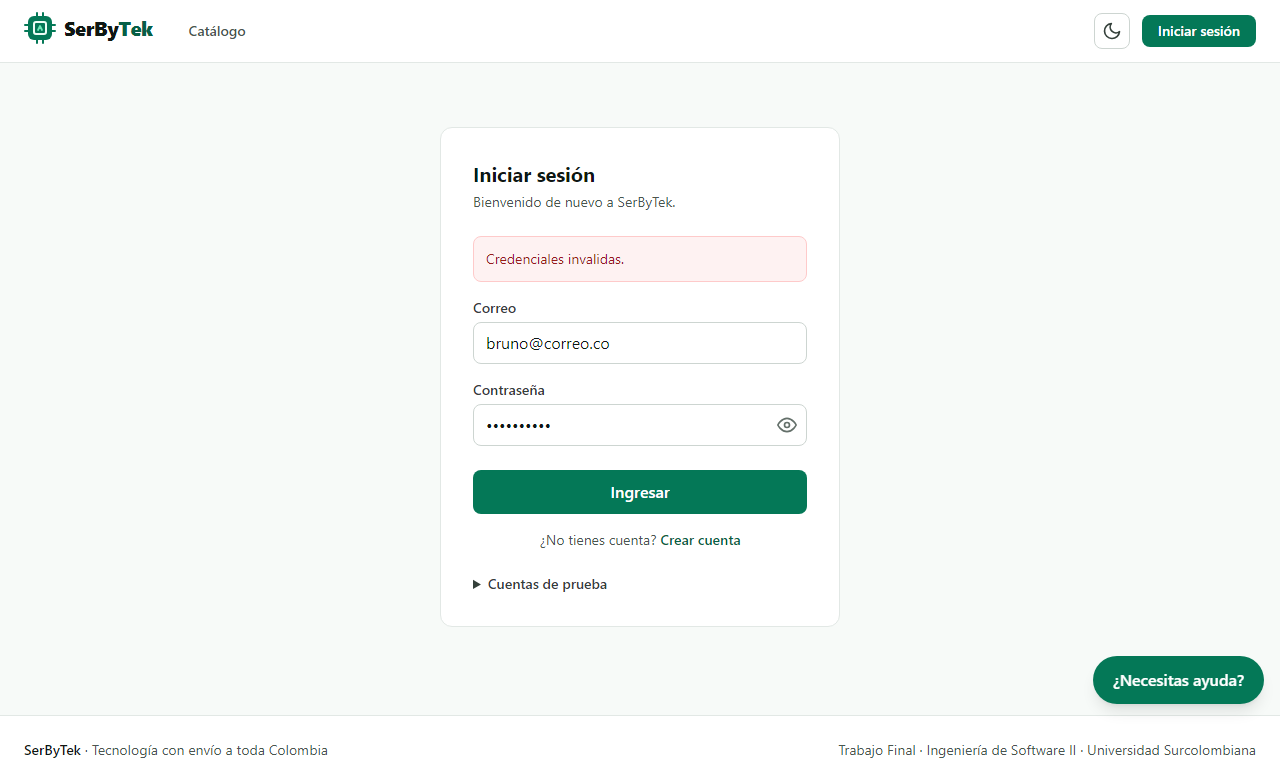 SerByTek
Catálogo
Iniciar sesión
Iniciar sesión
Bienvenido de nuevo a SerByTek.
Credenciales invalidas.
Correo
bruno@correo.co
Contraseña
••••••••••
Ingresar
¿No tienes cuenta? Crear cuenta
Cuentas de prueba
¿Necesitas ayuda?
SerByTek · Tecnología con envío a toda Colombia
Trabajo Final · Ingeniería de Software II · Universidad Surcolombiana